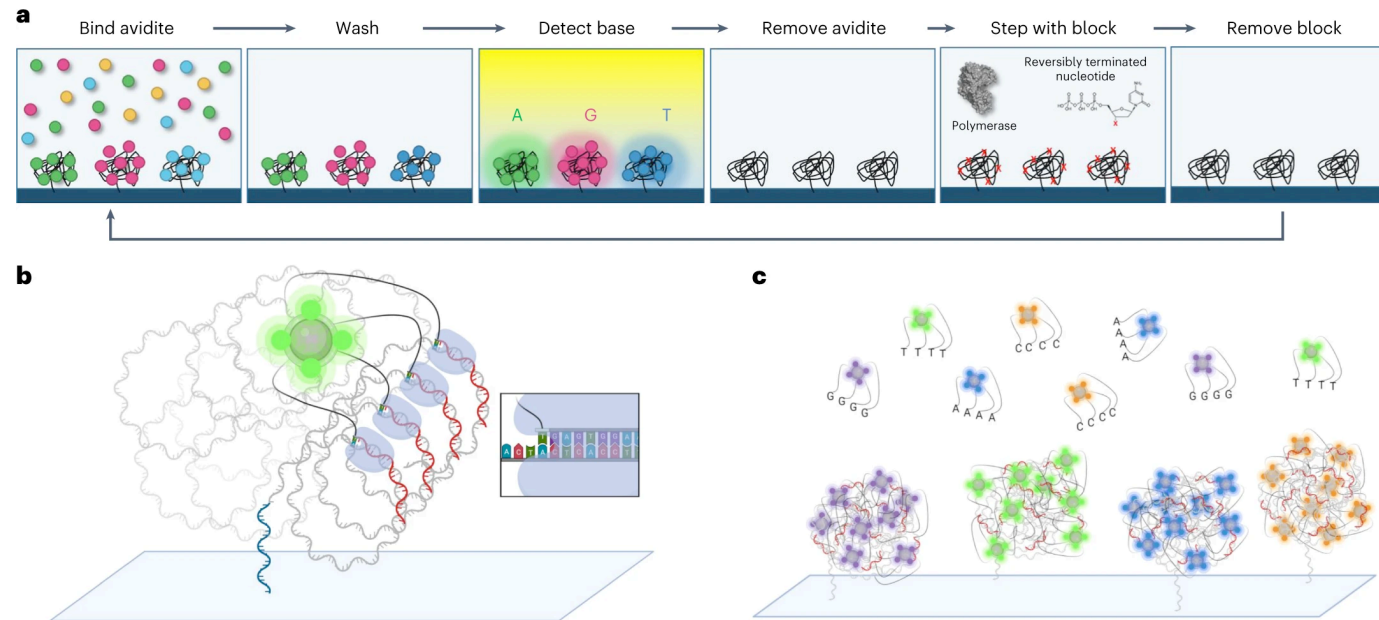 a
Bind avidite
Wash
Detect base
Remove avidite
Step with block
Remove block
A
G
T
Reversibly terminated
nucleotide
Polymerase
b
c
T T T T
C C C C
A
A
A
A
G G G G
A A A A
C C C C
G G G G
T T T T